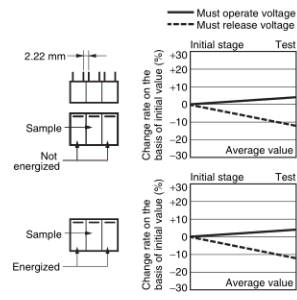 Must operate voltage
Must release voltage
2.22 mm
Sample
Not
energized
Change rate on the
basis of initial value (%)
Initial stage
Test
+30
+20
+10
0
−10
−20
−30
Average value
Sample
Energized
Change rate on the
basis of initial value (%)
Initial stage
Test
+30
+20
+10
0
−10
−20
−30
Average value